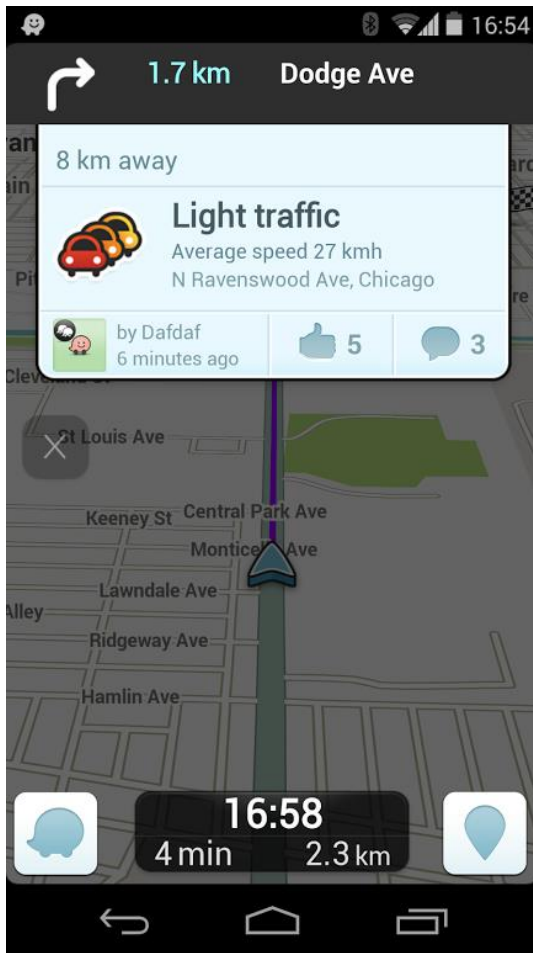 16:54
1.7 km Dodge Ave
8 km away
Light traffic
Average speed 27 kmh
N Ravenswood Ave, Chicago
by Dafdaf
6 minutes ago
5
3
St Louis Ave
Central Park Ave
Keeney St
Monticello Ave
Lawndale Ave
Alley
Ridgeway Ave
Hamlin Ave
16:58
4 min 2.3 km